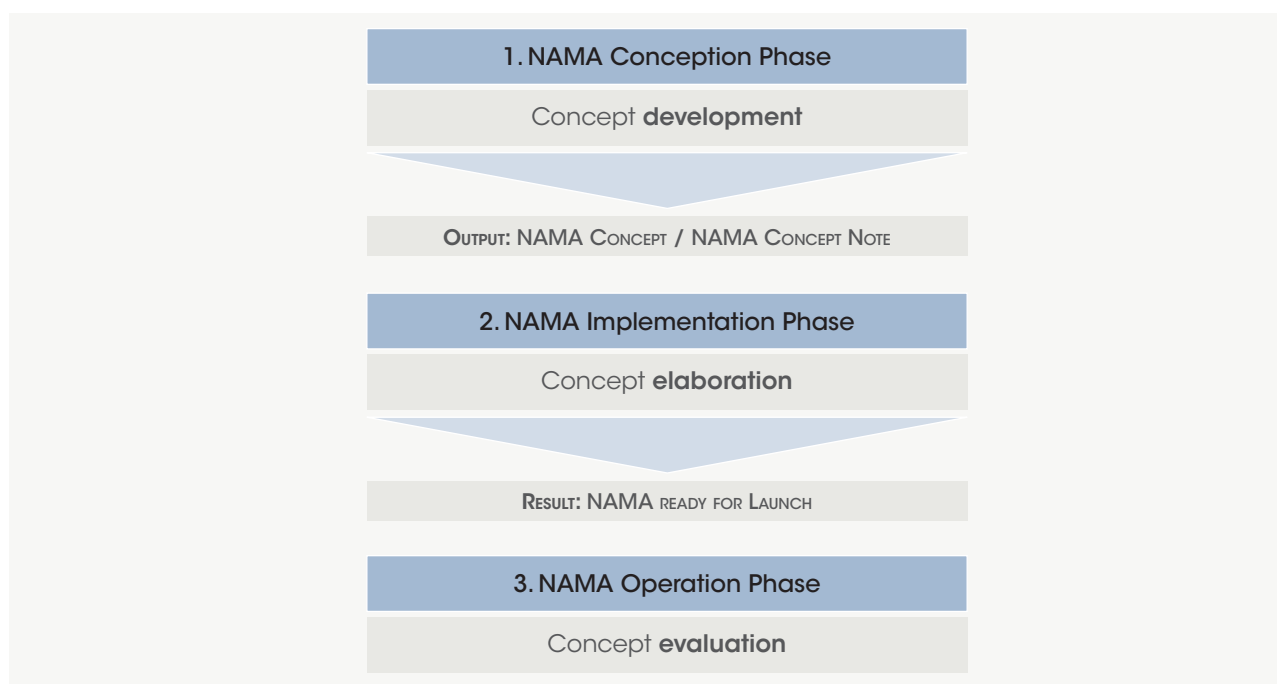 1. NAMA Conception Phase
Concept development
Output: NAMA Concept / NAMA Concept Note
2. NAMA Implementation Phase
Concept elaboration
Result: NAMA ready for Launch
3. NAMA Operation Phase
Concept evaluation